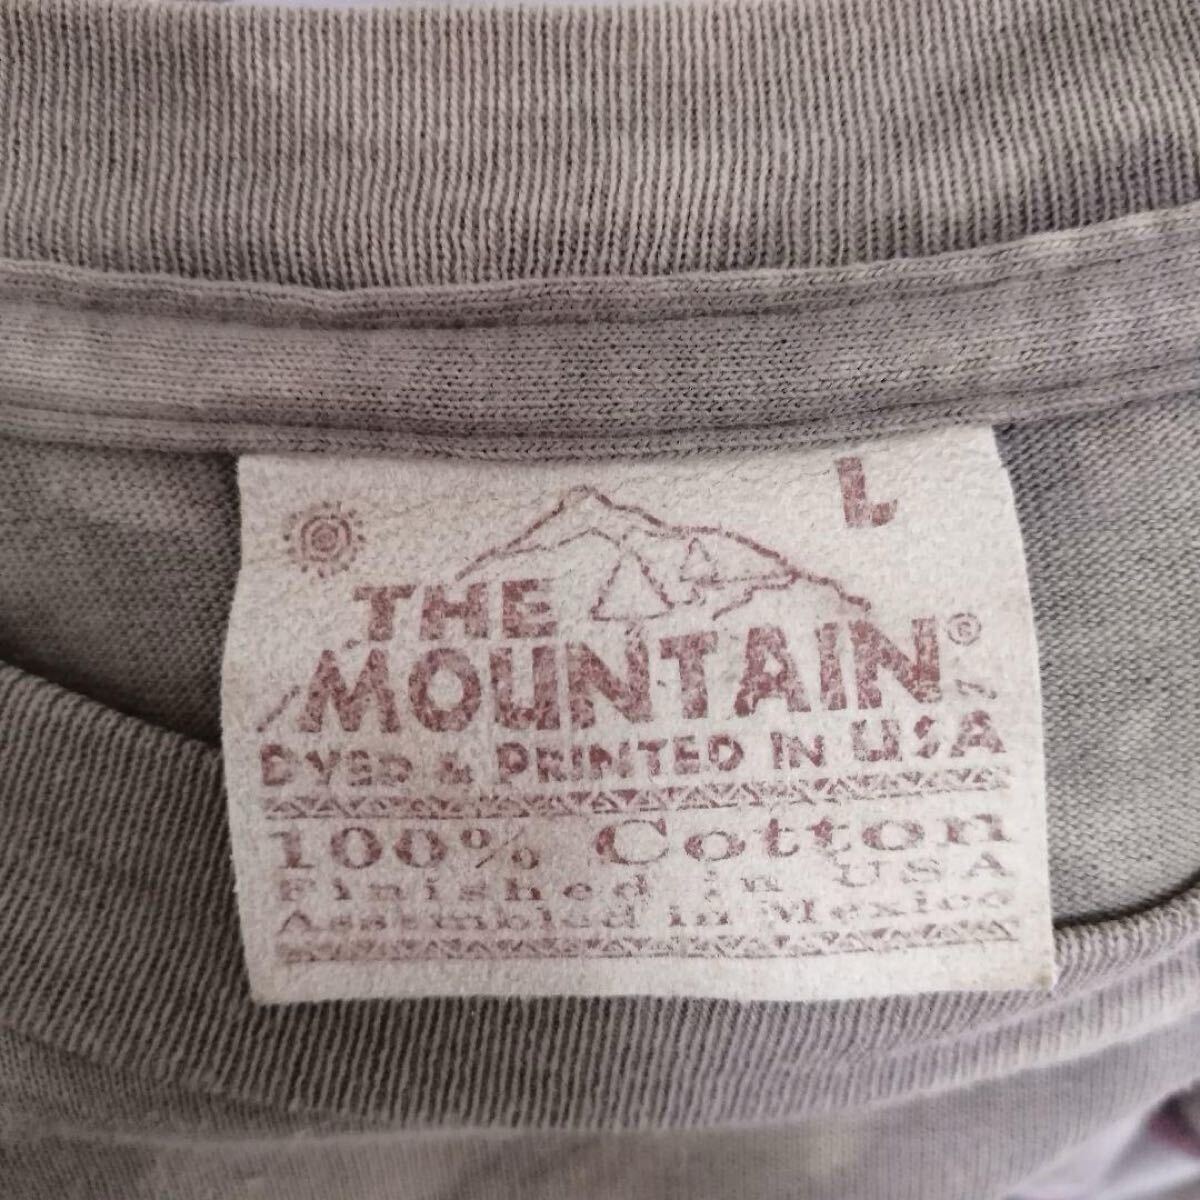 L
THE
MOUNTAIN®
DYED & PRINTED IN USA
100% Cotton
Finished in USA
Assembled in Mexico